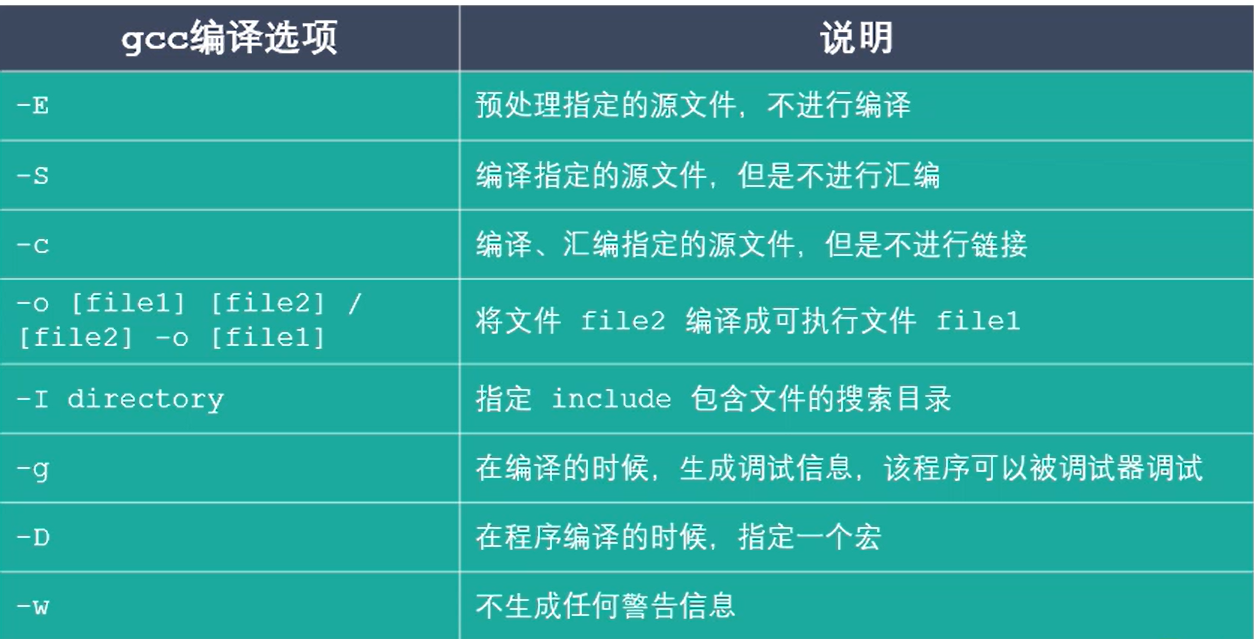 gcc编译选项
说明
-E
预处理指定的源文件，不进行编译
-S
编译指定的源文件，但是不进行汇编
-c
编译、汇编指定的源文件，但是不进行链接
-o [file1] [file2] /
[file2] -o [file1]
将文件 file2 编译成可执行文件 file1
-I directory
指定 include 包含文件的搜索目录
-g
在编译的时候，生成调试信息，该程序可以被调试器调试
-D
在程序编译的时候，指定一个宏
-w
不生成任何警告信息